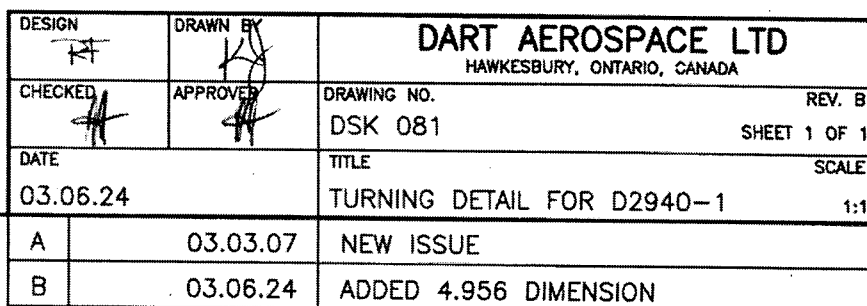 DESIGN
DRAWN BY
DART AEROSPACE LTD
HAWKESBURY, ONTARIO, CANADA
CHECKED
APPROVED
DRAWING NO.
REV. B
DSK 081
SHEET 1 OF 1
DATE
TITLE
SCALE
03.06.24
TURNING DETAIL FOR D2940-1
1:1
A 03.03.07 NEW ISSUE
B 03.06.24 ADDED 4.956 DIMENSION